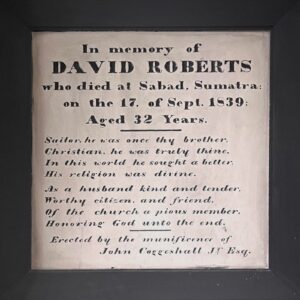 In memory of
DAVID ROBERTS
who died at Sabad, Sumatra:
on the 17, of Sept. 1839;
Aged 32 Years.
Sailor, he was once thy brother,
Christian, he was truly thine.
In this world he sought a better,
His religion was divine.
As a husband kind and tender,
Worthy citizen, and friend,
Of the church a pious member,
Honoring God unto the end.
Erected by the munificence of
John Coggeshall Jr. Esq.